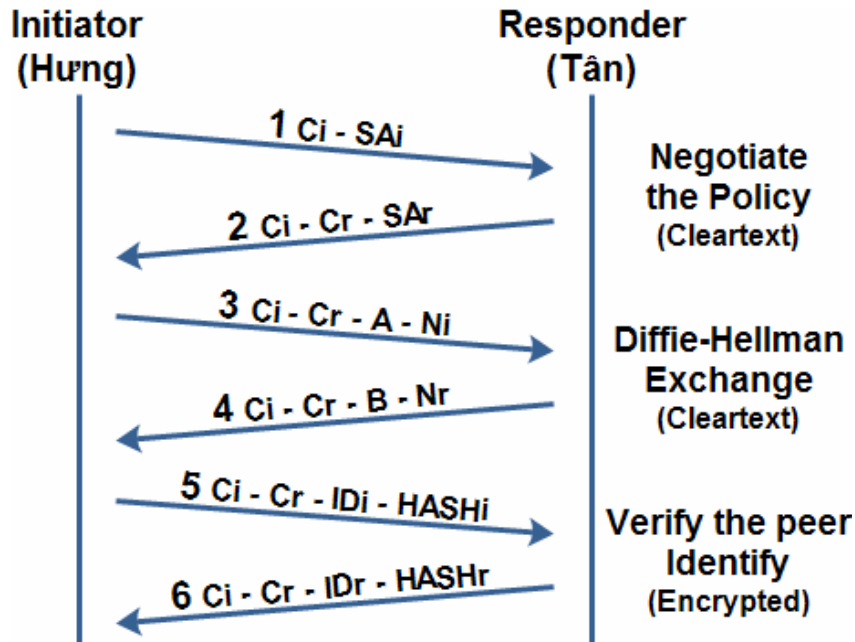 Initiator
(Hưng)
Responder
(Tân)
1 Ci - SAi
2 Ci - Cr - SAr
Negotiate
the Policy
(Cleartext)
3 Ci - Cr - A - Ni
4 Ci - Cr - B - Nr
Diffie-Hellman
Exchange
(Cleartext)
5 Ci - Cr - IDi - HASHi
6 Ci - Cr - IDr - HASHr
Verify the peer
Identify
(Encrypted)